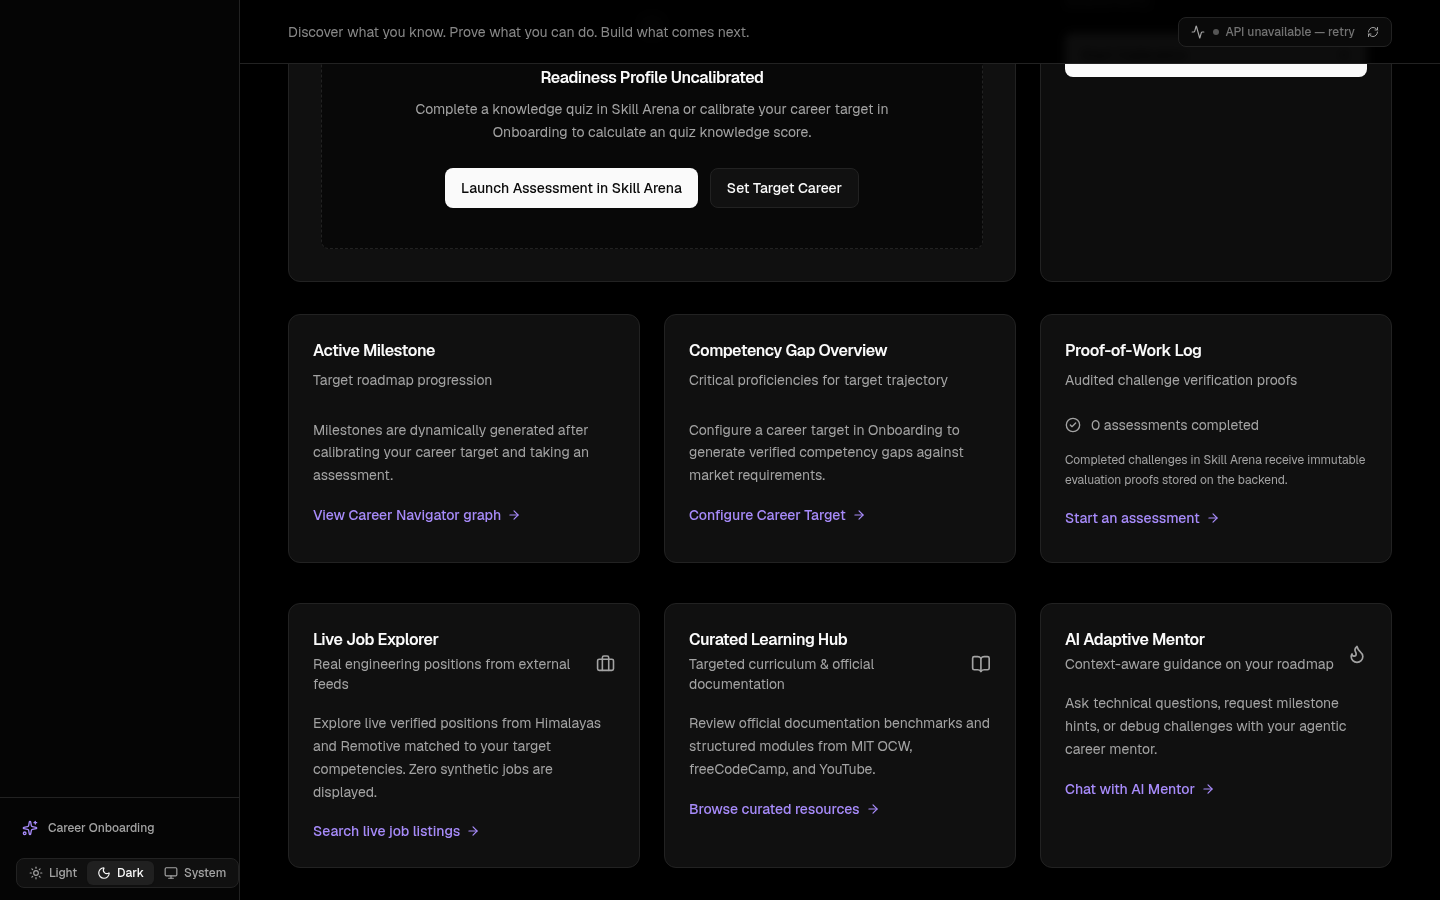 Discover what you know. Prove what you can do. Build what comes next.
API unavailable — retry
Readiness Profile Uncalibrated
Complete a knowledge quiz in Skill Arena or calibrate your career target in
Onboarding to calculate an quiz knowledge score.
Launch Assessment in Skill Arena
Set Target Career
Active Milestone
Target roadmap progression
Milestones are dynamically generated after
calibrating your career target and taking an
assessment.
View Career Navigator graph
Competency Gap Overview
Critical proficiencies for target trajectory
Configure a career target in Onboarding to
generate verified competency gaps against
market requirements.
Configure Career Target
Proof-of-Work Log
Audited challenge verification proofs
0 assessments completed
Completed challenges in Skill Arena receive immutable
evaluation proofs stored on the backend.
Start an assessment
Live Job Explorer
Real engineering positions from external
feeds
Explore live verified positions from Himalayas
and Remotive matched to your target
competencies. Zero synthetic jobs are
displayed.
Search live job listings
Curated Learning Hub
Targeted curriculum & official
documentation
Review official documentation benchmarks and
structured modules from MIT OCW,
freeCodeCamp, and YouTube.
Browse curated resources
AI Adaptive Mentor
Context-aware guidance on your roadmap
Ask technical questions, request milestone
hints, or debug challenges with your agentic
career mentor.
Chat with AI Mentor
Career Onboarding
Light
Dark
System